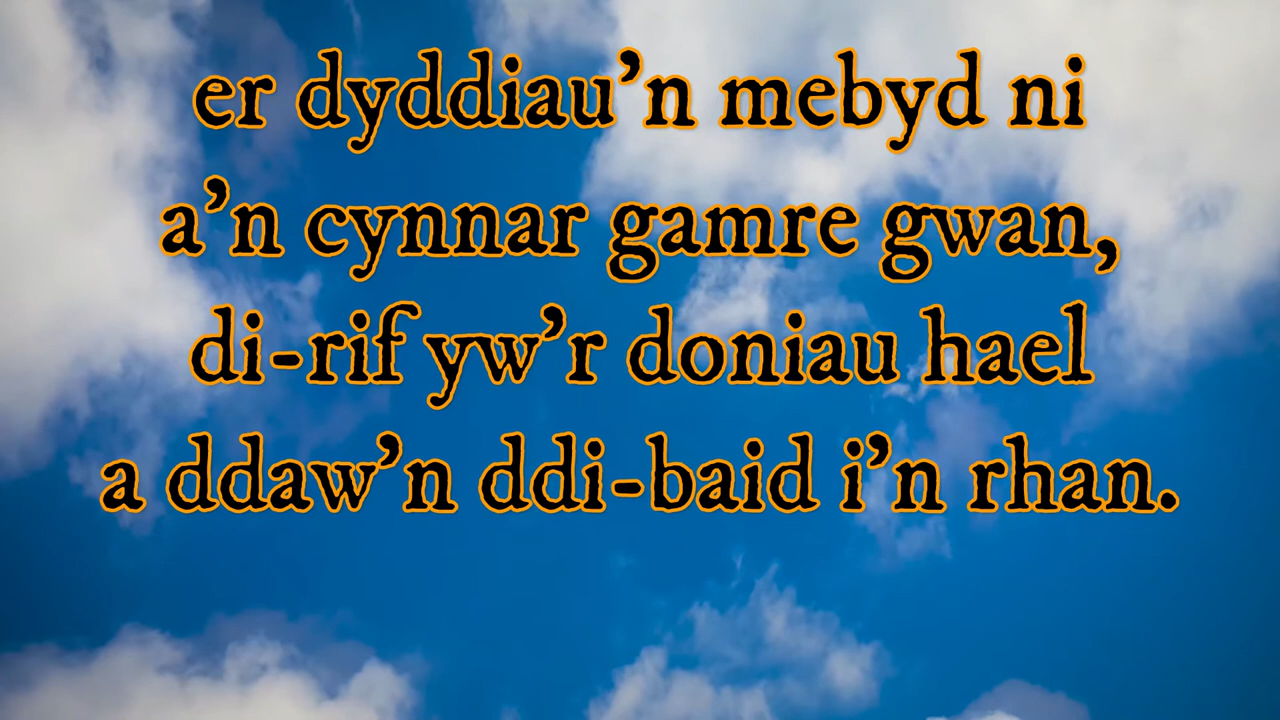 er dyddiau’n mebyd ni
a’n cynnar gamre gwan,
di-rif yw’r doniau hael
a ddaw’n ddi-baid i’n rhan.